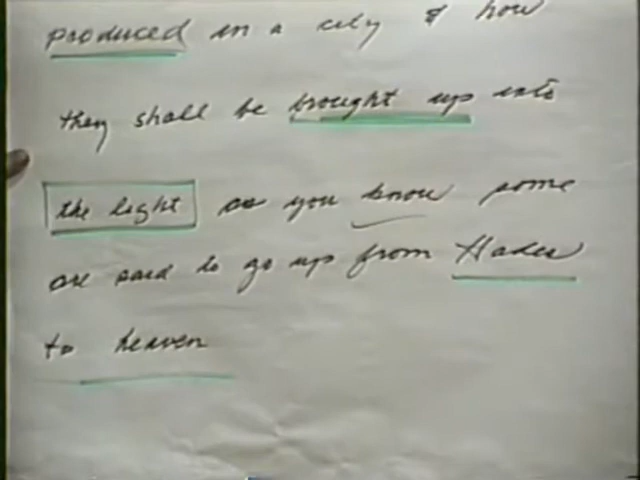 produced in a city & how
they shall be brought up into
the light as you know some
are said to go up from Hades
to heaven